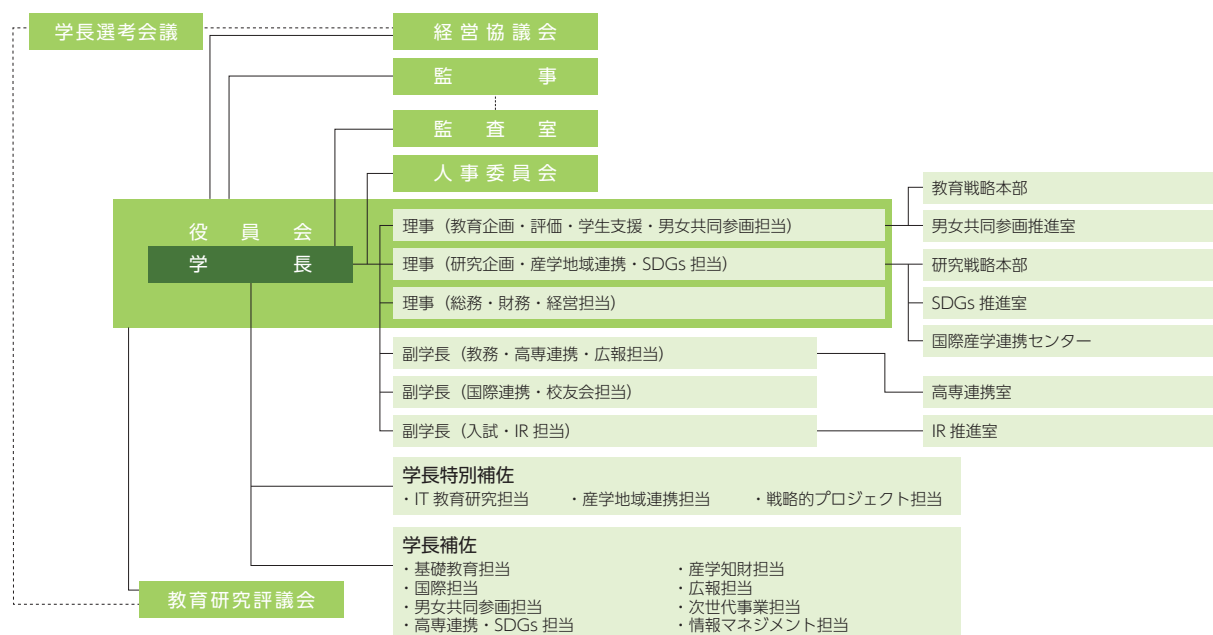 学長選考会議
経営協議会
監事
監査室
人事委員会
役員会
学長
理事（教育企画・評価・学生支援・男女共同参画担当）
理事（研究企画・産学地域連携・SDGs 担当）
理事（総務・財務・経営担当）
教育戦略本部
男女共同参画推進室
研究戦略本部
SDGs 推進室
国際産学連携センター
副学長（教務・高専連携・広報担当）
高専連携室
副学長（国際連携・校友会担当）
副学長（入試・IR 担当）
IR 推進室
学長特別補佐
・IT 教育研究担当 ・産学地域連携担当 ・戦略的プロジェクト担当
学長補佐
・基礎教育担当 ・産学知財担当
・国際担当 ・広報担当
・男女共同参画担当 ・次世代事業担当
・高専連携・SDGs 担当 ・情報マネジメント担当
教育研究評議会